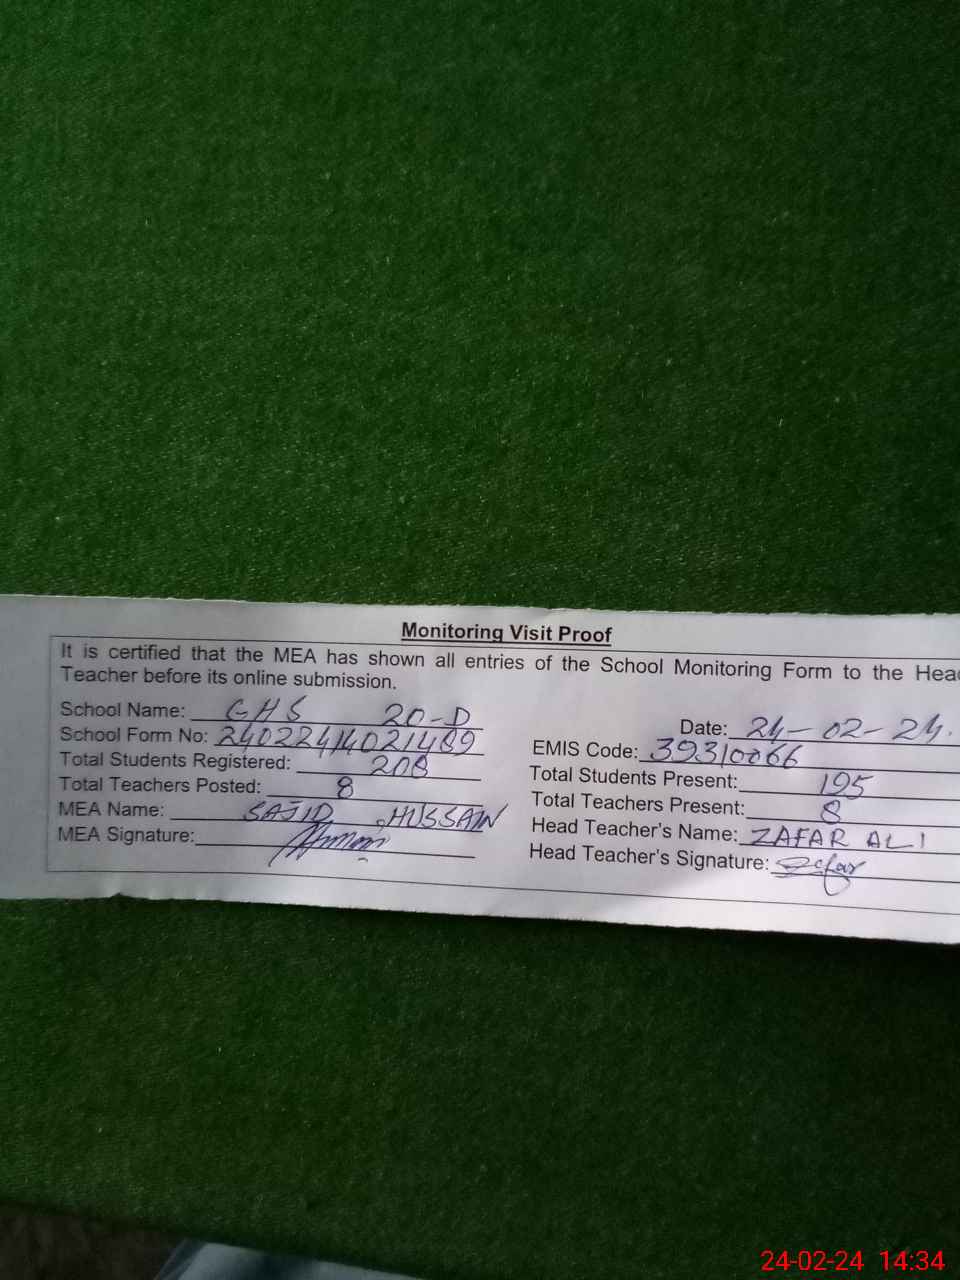 Monitoring Visit Proof
It is certified that the MEA has shown all entries of the School Monitoring Form to the Head
Teacher before its online submission.
School Name: GHS 20-D
Date: 24-02-24.
School Form No: 24022414021489
EMIS Code: 39310066
Total Students Registered: 208
Total Students Present: 195
Total Teachers Posted: 8
Total Teachers Present: 8
MEA Name: SAJID HUSSAIN
Head Teacher's Name: ZAFAR ALI
MEA Signature:
Head Teacher's Signature: Zafar
24-02-24 14:34